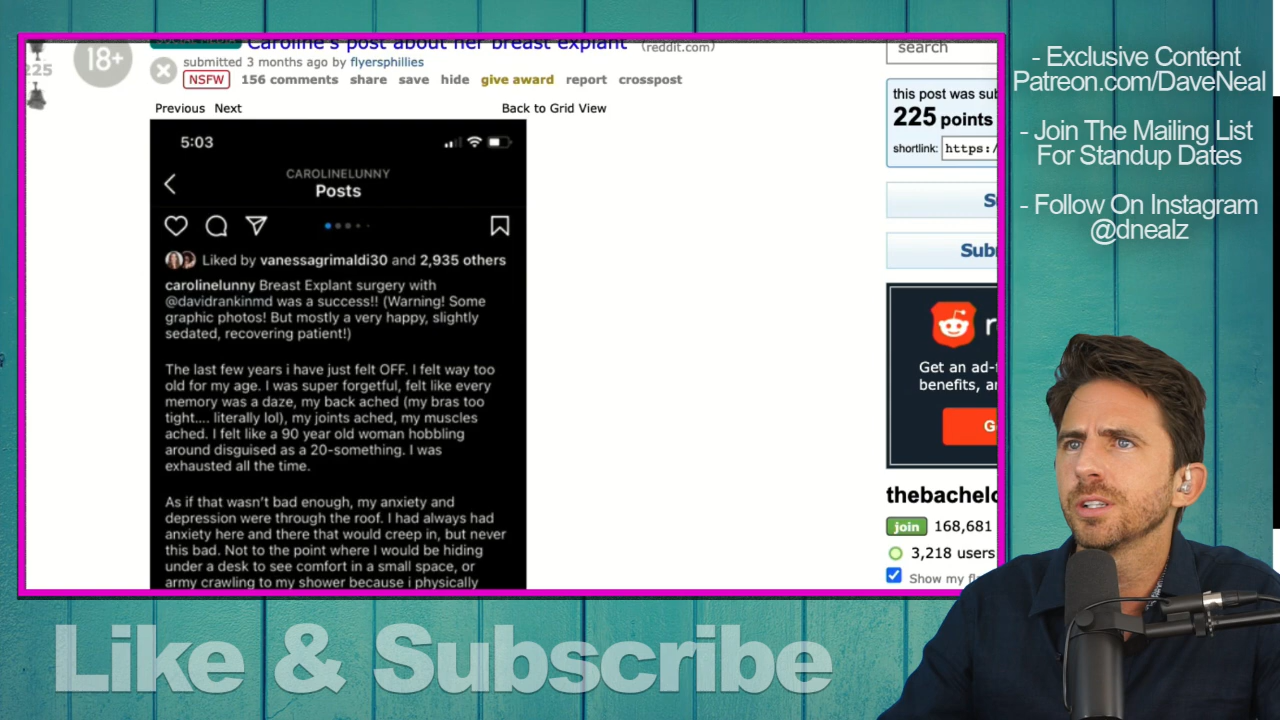 Caroline's post about her breast explant (reddit.com)
225
18+
submitted 3 months ago by flyersphillies
NSFW 156 comments share save hide give award report crosspost
Previous Next Back to Grid View
5:03
CAROLINELUNNY
Posts
Liked by vanessagrimaldi30 and 2,935 others
carolinelunny Breast Explant surgery with
@davidrankinmd was a success!! (Warning! Some
graphic photos! But mostly a very happy, slightly
sedated, recovering patient!)
The last few years i have just felt OFF. I felt way too
old for my age. I was super forgetful, felt like every
memory was a daze, my back ached (my bras too
tight.... literally lol), my joints ached, my muscles
ached. I felt like a 90 year old woman hobbling
around disguised as a 20-something. I was
exhausted all the time.
As if that wasn't bad enough, my anxiety and
depression were through the roof. I had always had
anxiety here and there that would creep in, but never
this bad. Not to the point where I would be hiding
under a desk to see comfort in a small space, or
army crawling to my shower because i physically
search
this post was sub
225 points
shortlink: https:/
S
Sub
r
Get an ad-f
benefits, a
G
thebachelo
join 168,681
3,218 users
Show my fl
- Exclusive Content
Patreon.com/DaveNeal
- Join The Mailing List
For Standup Dates
- Follow On Instagram
@dnealz
Like & Subscribe